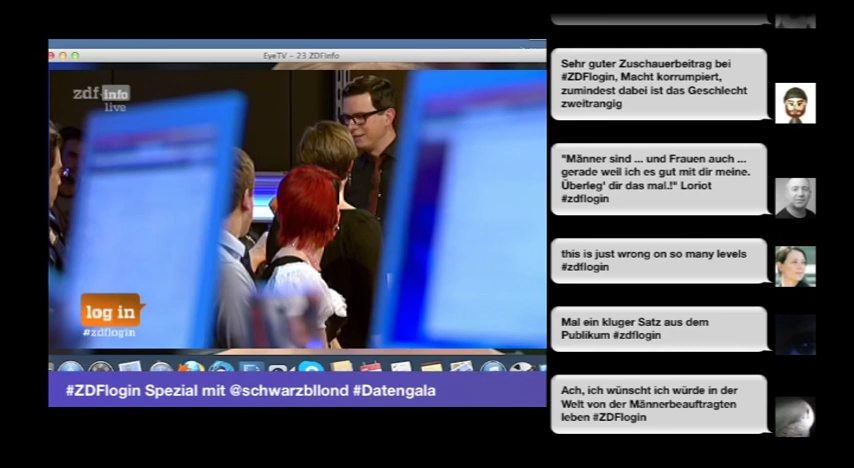 EyeTV – 23 ZDFinfo
zdf info
live
log in
#zdflogin
#ZDFlogin Spezial mit @schwarzbllond #Datengala
Sehr guter Zuschauerbeitrag bei
#ZDFlogin, Macht korrumpiert,
zumindest dabei ist das Geschlecht
zweitrangig
"Männer sind ... und Frauen auch ...
gerade weil ich es gut mit dir meine.
Überleg' dir das mal.!" Loriot
#zdflogin
this is just wrong on so many levels
#zdflogin
Mal ein kluger Satz aus dem
Publikum #zdflogin
Ach, ich wünscht ich würde in der
Welt von der Männerbeauftragten
leben #ZDFlogin